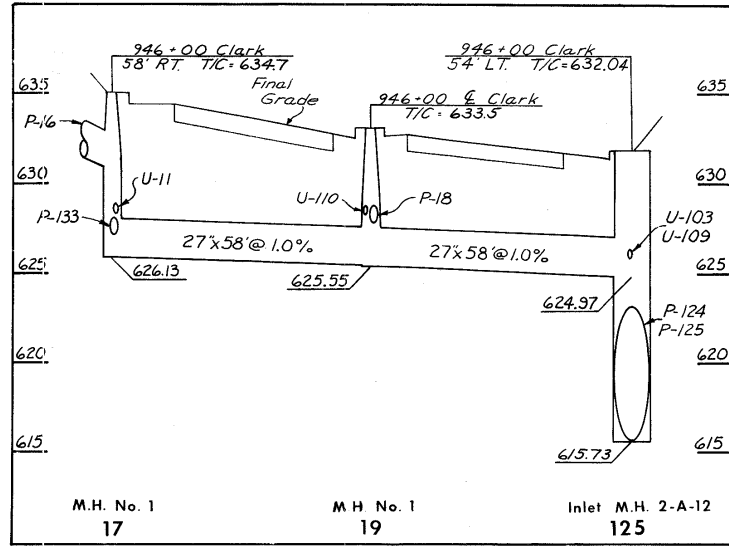 946+00 Clark
58' RT. T/C=634.7
946+00 Clark
54' LT. T/C=632.04
635
635
Final
Grade
946+00 ℄ Clark
T/C= 633.5
P-16
630
630
U-11
U-110
P-18
P-133
U-103
U-109
27"x58'@ 1.0%
27"x58'@ 1.0%
625
625
626.13
625.55
624.97
P-124
P-125
620
620
615
615
615.73
M.H. No. 1
17
M H. No. 1
19
Inlet M.H. 2-A-12
125